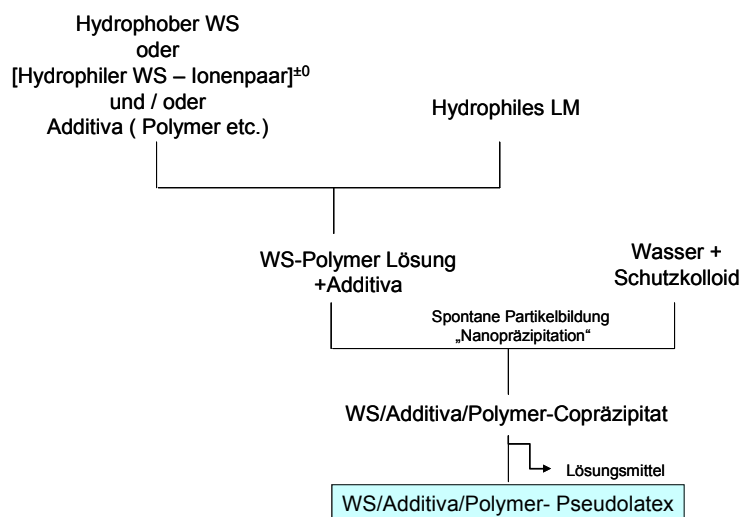 Hydrophober WS
oder
[Hydrophiler WS – Ionenpaar]±0
und / oder
Additiva ( Polymer etc.)
Hydrophiles LM
WS-Polymer Lösung
+Additiva
Wasser +
Schutzkolloid
Spontane Partikelbildung
„Nanopräzipitation“
WS/Additiva/Polymer-Copräzipitat
Lösungsmittel
WS/Additiva/Polymer- Pseudolatex